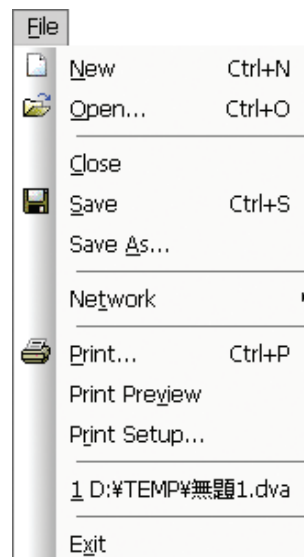 File
New Ctrl+N
Open... Ctrl+O
Close
Save Ctrl+S
Save As...
Network
Print... Ctrl+P
Print Preview
Print Setup...
1 D:¥TEMP¥無題1.dva
Exit